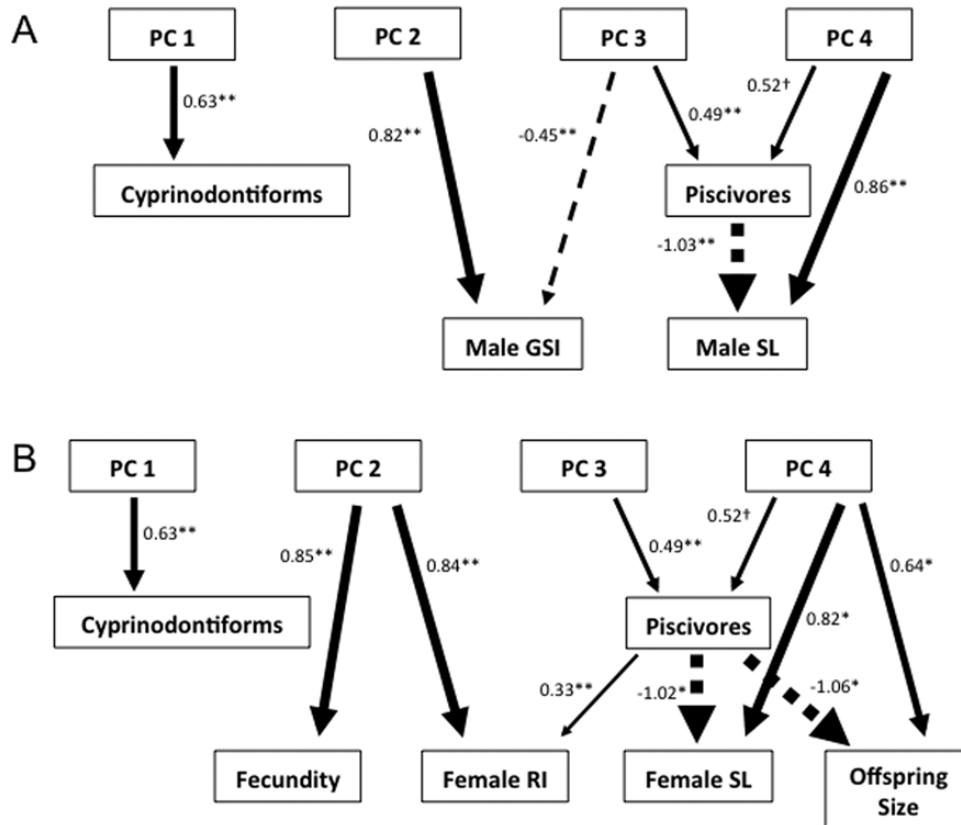 A
PC 1
PC 2
PC 3
PC 4
0.63**
0.82**
-0.45**
0.49**
0.52†
0.86**
Cyprinodontiforms
Piscivores
-1.03**
Male GSI
Male SL
B
PC 1
PC 2
PC 3
PC 4
0.63**
0.85**
0.84**
0.49**
0.52†
0.82*
0.64*
Cyprinodontiforms
Piscivores
0.33**
-1.02*
-1.06*
Fecundity
Female RI
Female SL
Offspring
Size